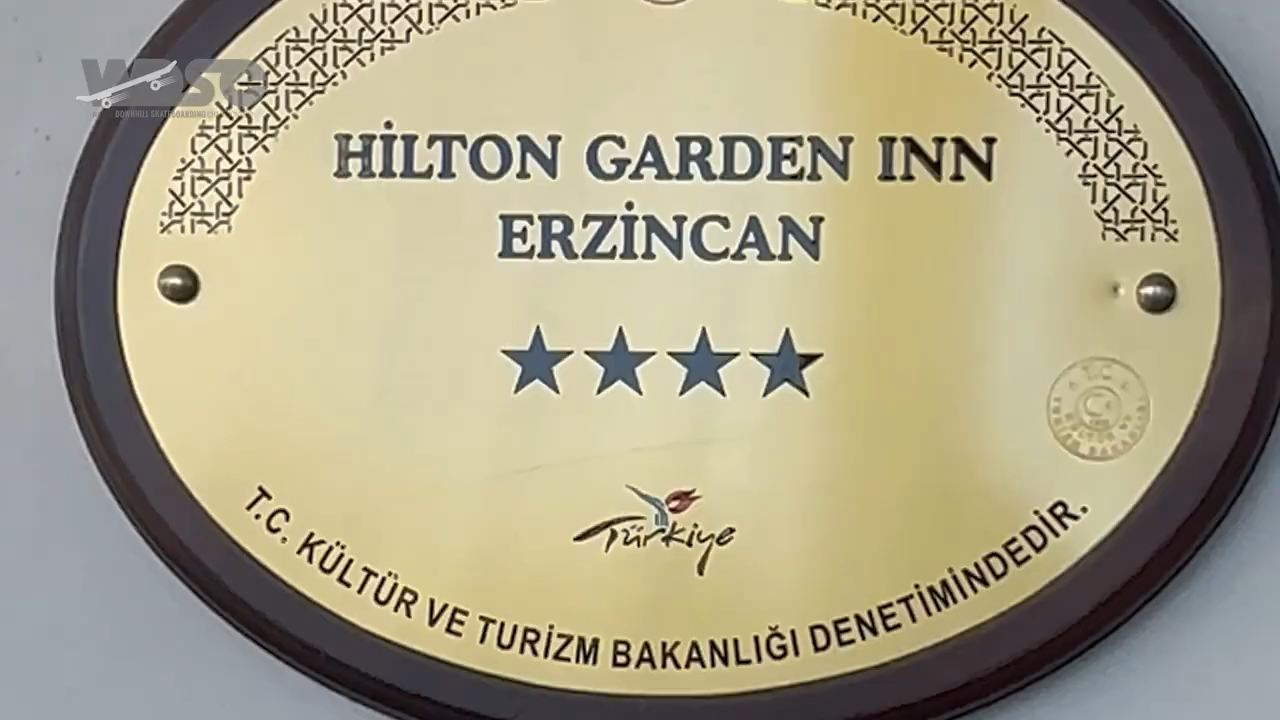 HİLTON GARDEN INN
ERZİNCAN
Türkiye
T.C. KÜLTÜR VE TURİZM BAKANLIĞI DENETİMİNDEDİR.
T.C.